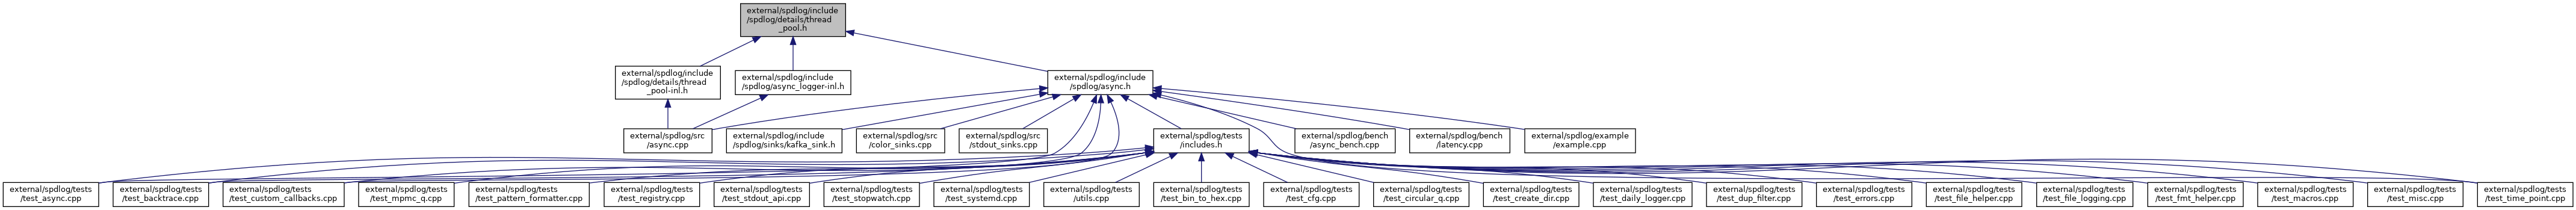 external/spdlog/include
/spdlog/details/thread
_pool.h
external/spdlog/include
/spdlog/details/thread
_pool-inl.h
external/spdlog/include
/spdlog/async_logger-inl.h
external/spdlog/include
/spdlog/async.h
external/spdlog/src
/async.cpp
external/spdlog/include
/spdlog/sinks/kafka_sink.h
external/spdlog/src
/color_sinks.cpp
external/spdlog/src
/stdout_sinks.cpp
external/spdlog/tests
/includes.h
external/spdlog/bench
/async_bench.cpp
external/spdlog/bench
/latency.cpp
external/spdlog/example
/example.cpp
external/spdlog/tests
/test_async.cpp
external/spdlog/tests
/test_backtrace.cpp
external/spdlog/tests
/test_custom_callbacks.cpp
external/spdlog/tests
/test_mpmc_q.cpp
external/spdlog/tests
/test_pattern_formatter.cpp
external/spdlog/tests
/test_registry.cpp
external/spdlog/tests
/test_stdout_api.cpp
external/spdlog/tests
/test_stopwatch.cpp
external/spdlog/tests
/test_systemd.cpp
external/spdlog/tests
/utils.cpp
external/spdlog/tests
/test_bin_to_hex.cpp
external/spdlog/tests
/test_cfg.cpp
external/spdlog/tests
/test_circular_q.cpp
external/spdlog/tests
/test_create_dir.cpp
external/spdlog/tests
/test_daily_logger.cpp
external/spdlog/tests
/test_dup_filter.cpp
external/spdlog/tests
/test_errors.cpp
external/spdlog/tests
/test_file_helper.cpp
external/spdlog/tests
/test_file_logging.cpp
external/spdlog/tests
/test_fmt_helper.cpp
external/spdlog/tests
/test_macros.cpp
external/spdlog/tests
/test_misc.cpp
external/spdlog/tests
/test_time_point.cpp